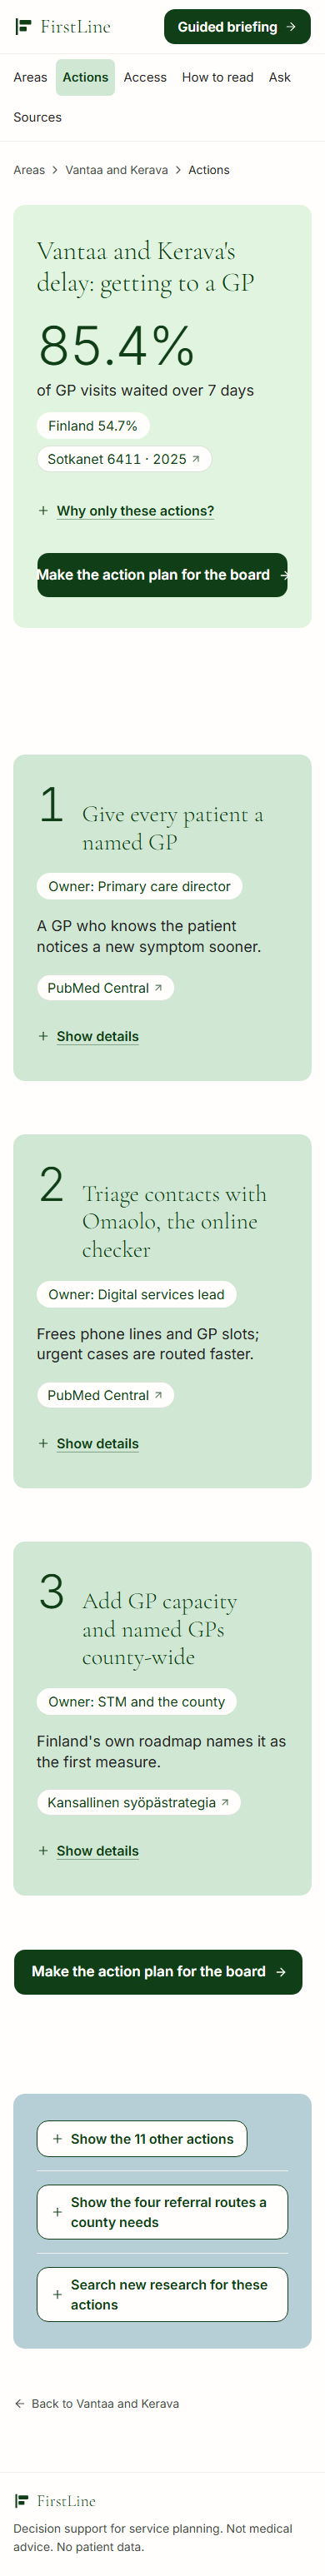 FirstLine
Guided briefing →
Areas Actions Access How to read Ask
Sources
Areas > Vantaa and Kerava > Actions
Vantaa and Kerava's
delay: getting to a GP
85.4%
of GP visits waited over 7 days
Finland 54.7%
Sotkanet 6411 · 2025 ↗
+ Why only these actions?
Make the action plan for the board →
1 Give every patient a
named GP
Owner: Primary care director
A GP who knows the patient
notices a new symptom sooner.
PubMed Central ↗
+ Show details
2 Triage contacts with
Omaolo, the online
checker
Owner: Digital services lead
Frees phone lines and GP slots;
urgent cases are routed faster.
PubMed Central ↗
+ Show details
3 Add GP capacity
and named GPs
county-wide
Owner: STM and the county
Finland's own roadmap names it as
the first measure.
Kansallinen syöpästrategia ↗
+ Show details
Make the action plan for the board →
+ Show the 11 other actions
+ Show the four referral routes a
county needs
+ Search new research for these
actions
← Back to Vantaa and Kerava
FirstLine
Decision support for service planning. Not medical
advice. No patient data.